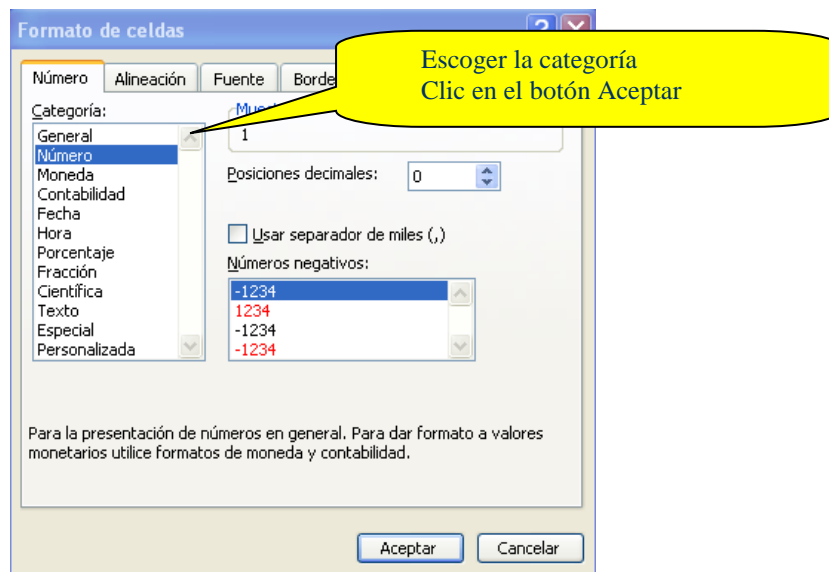 Formato de celdas
Escoger la categoría
Clic en el botón Aceptar
Número
Alineación
Fuente
Categoría:
General
Número
Moneda
Contabilidad
Fecha
Hora
Porcentaje
Fracción
Científica
Texto
Especial
Personalizada
1
Posiciones decimales:
0
Usar separador de miles (,)
Números negativos:
-1234
1234
-1234
-1234
Para la presentación de números en general. Para dar formato a valores
monetarios utilice formatos de moneda y contabilidad.
Aceptar
Cancelar